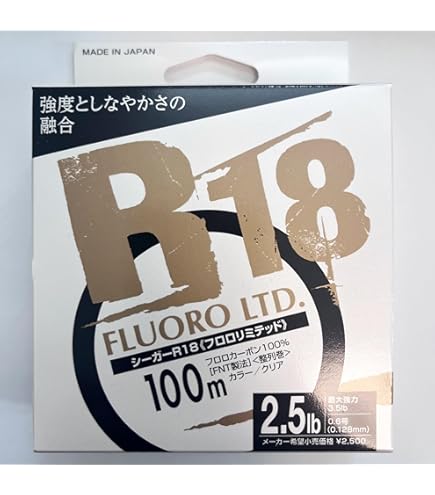 MADE IN JAPAN
強度としなやかさの
融合
R18
FLUORO LTD.
シーガーR18《フロロリミテッド》
フロロカーボン100%
[FNT製法]<整列巻>
カラー/クリア
100m
2.5lb
最大強力
3.5lb
0.6号
(0.128mm)
メーカー希望小売価格 ¥2,500